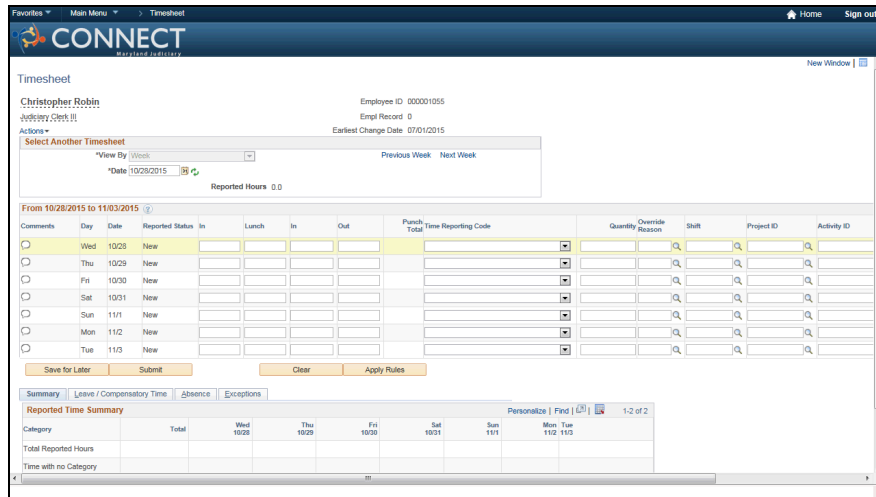 Favorites Main Menu > Timesheet Home Sign out
CONNECT
Maryland Judiciary
New Window |
Timesheet
Christopher Robin Employee ID 000001055
Judiciary Clerk III Empl Record 0
Actions Earliest Change Date 07/01/2015
Select Another Timesheet
*View By Week Previous Week Next Week
*Date 10/28/2015
Reported Hours 0.0
From 10/28/2015 to 11/03/2015
Comments Day Date Reported Status In Lunch In Out Punch Total Time Reporting Code Quantity Override Reason Shift Project ID Activity ID
Wed 10/28 New
Thu 10/29 New
Fri 10/30 New
Sat 10/31 New
Sun 11/1 New
Mon 11/2 New
Tue 11/3 New
Save for Later Submit Clear Apply Rules
Summary Leave / Compensatory Time Absence Exceptions
Reported Time Summary Personalize | Find | | 1-2 of 2
Category Total Wed 10/28 Thu 10/29 Fri 10/30 Sat 10/31 Sun 11/1 Mon 11/2 Tue 11/3
Total Reported Hours
Time with no Category